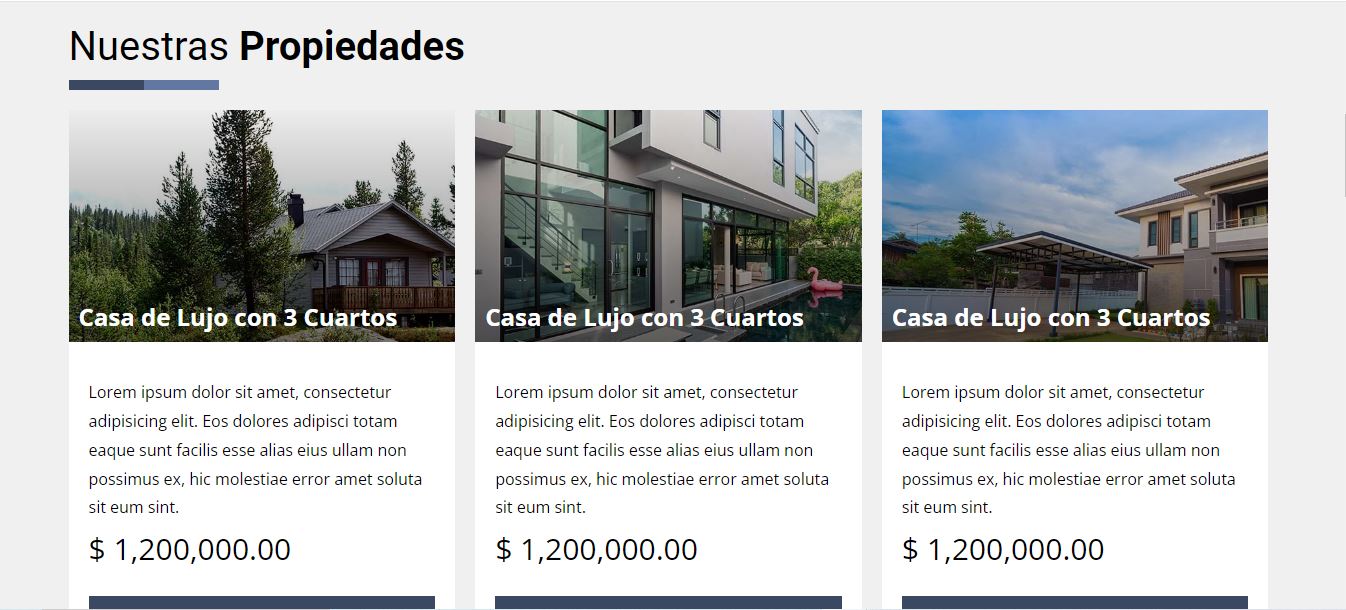 Nuestras Propiedades
Casa de Lujo con 3 Cuartos
Lorem ipsum dolor sit amet, consectetur
adipisicing elit. Eos dolores adipisci totam
eaque sunt facilis esse alias eius ullam non
possimus ex, hic molestiae error amet soluta
sit eum sint.
$ 1,200,000.00
Casa de Lujo con 3 Cuartos
Lorem ipsum dolor sit amet, consectetur
adipisicing elit. Eos dolores adipisci totam
eaque sunt facilis esse alias eius ullam non
possimus ex, hic molestiae error amet soluta
sit eum sint.
$ 1,200,000.00
Casa de Lujo con 3 Cuartos
Lorem ipsum dolor sit amet, consectetur
adipisicing elit. Eos dolores adipisci totam
eaque sunt facilis esse alias eius ullam non
possimus ex, hic molestiae error amet soluta
sit eum sint.
$ 1,200,000.00